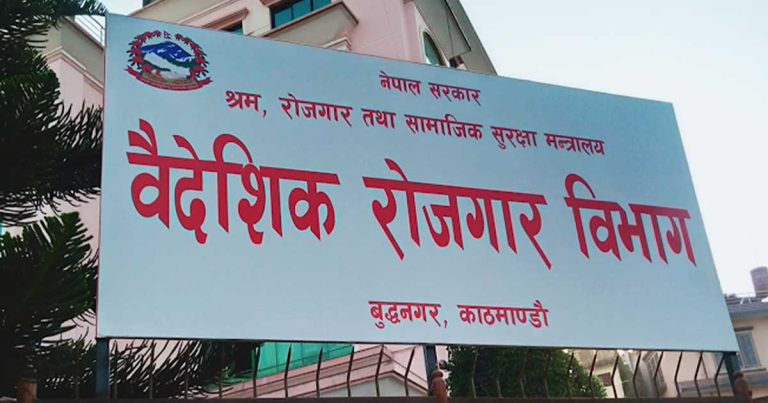 नेपाल सरकार
श्रम, रोजगार तथा सामाजिक सुरक्षा मन्त्रालय
वैदेशिक रोजगार विभाग
बुद्धनगर, काठमाण्डौ